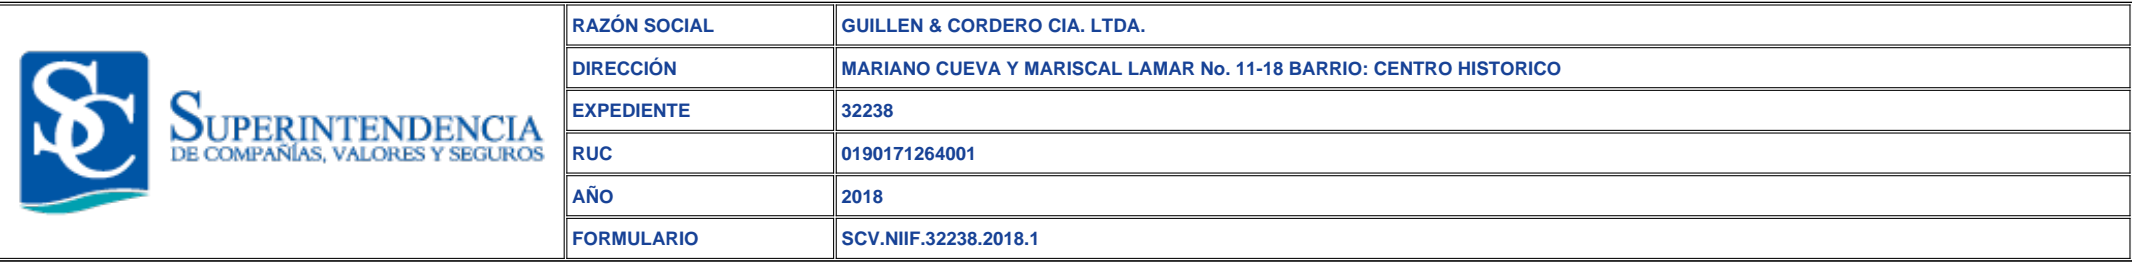 SC
SUPERINTENDENCIA
DE COMPAÑÍAS, VALORES Y SEGUROS
RAZÓN SOCIAL GUILLEN & CORDERO CIA. LTDA.
DIRECCIÓN MARIANO CUEVA Y MARISCAL LAMAR No. 11-18 BARRIO: CENTRO HISTORICO
EXPEDIENTE 32238
RUC 0190171264001
AÑO 2018
FORMULARIO SCV.NIIF.32238.2018.1